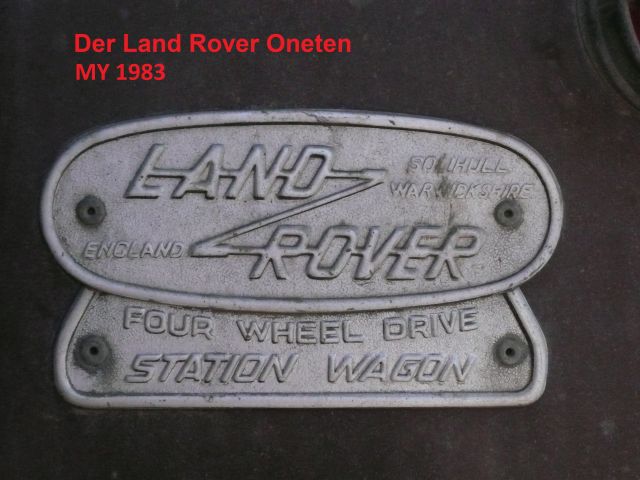 Der Land Rover Oneten
MY 1983
LAND
SOLIHULL
WARWICKSHIRE
ENGLAND
ROVER
FOUR WHEEL DRIVE
STATION WAGON